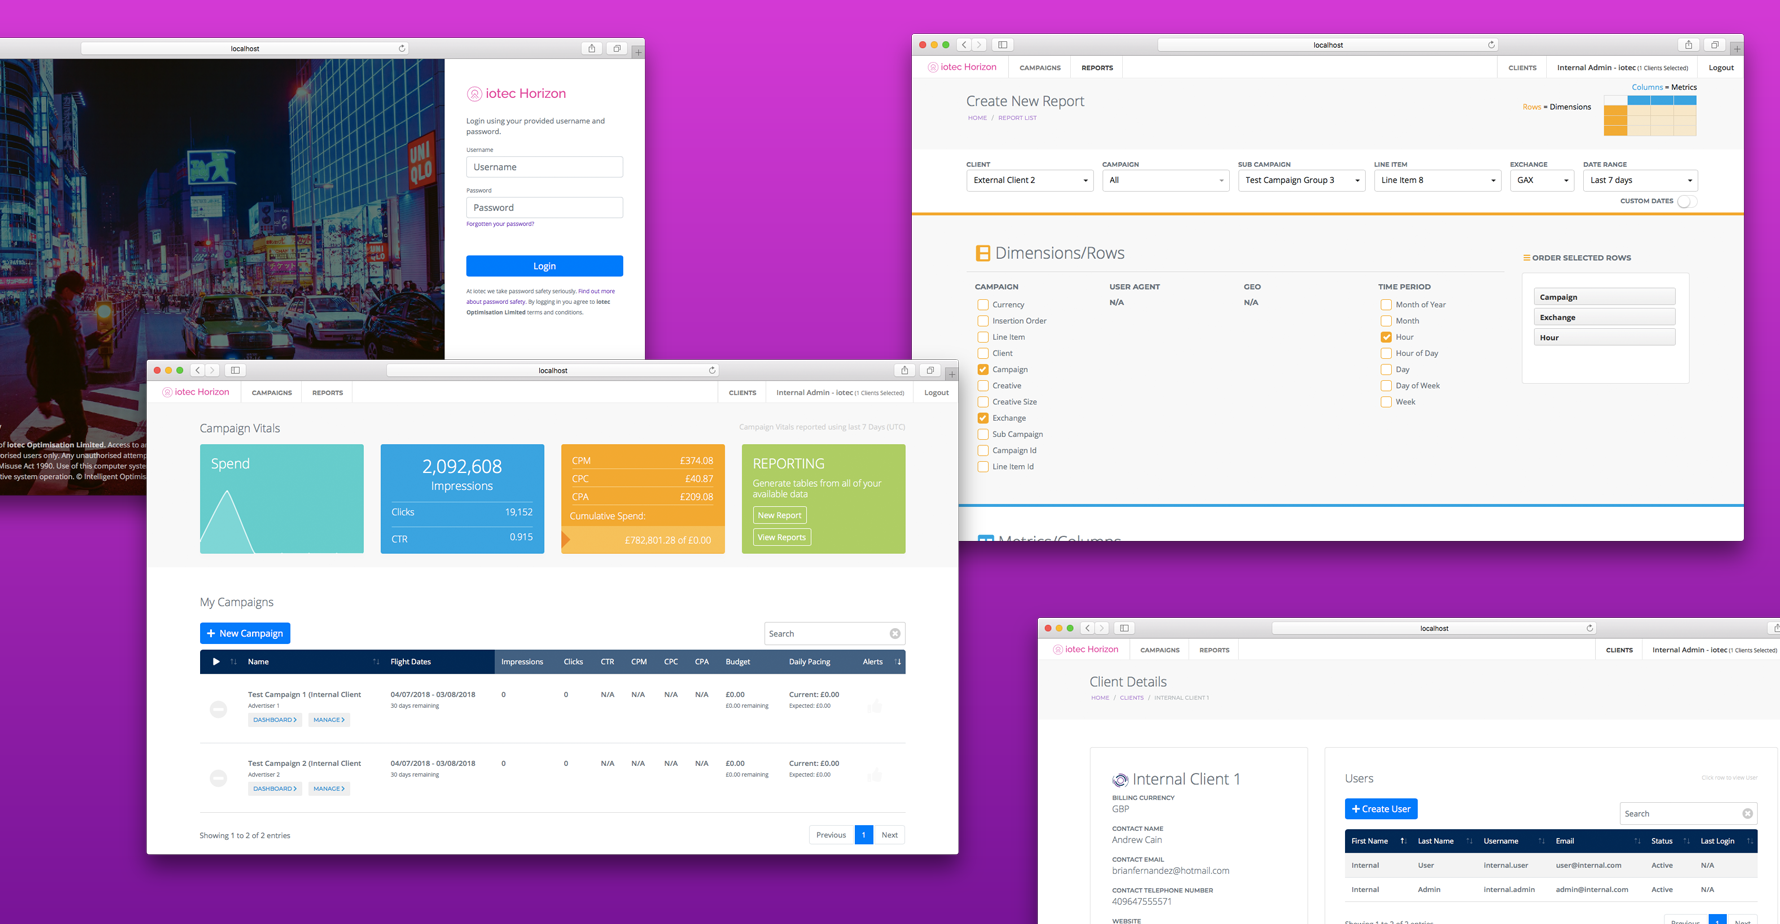 localhost
iotec Horizon
Login using your provided username and
password.
Username
Username
Password
Password
Forgotten your password?
Login
At iotec we take password safety seriously. Find out more
about password safety. By logging in you agree to Iotec
Optimisation Limited terms and conditions.
UNI
QLO
of Iotec Optimisation Limited. Access to
orised users only. Any unauthorised
Misuse Act 1990. Use of this computer
tive system operation. © Intelligent
localhost
iotec Horizon
CAMPAIGNS
REPORTS
CLIENTS
Internal Admin - iotec (1 Clients Selected)
Logout
Create New Report
HOME / REPORT LIST
Columns = Metrics
Rows = Dimensions
CLIENT
CAMPAIGN
SUB CAMPAIGN
LINE ITEM
EXCHANGE
DATE RANGE
External Client 2
All
Test Campaign Group 3
Line Item 8
GAX
Last 7 days
CUSTOM DATES
Dimensions/Rows
ORDER SELECTED ROWS
CAMPAIGN
Currency
Insertion Order
Line Item
Client
Campaign
Creative
Creative Size
Exchange
Sub Campaign
Campaign Id
Line Item Id
USER AGENT
N/A
GEO
N/A
TIME PERIOD
Month of Year
Month
Hour
Hour of Day
Day
Day of Week
Week
Campaign
Exchange
Hour
Metrics/Columns
localhost
iotec Horizon
CAMPAIGNS
REPORTS
CLIENTS
Internal Admin - iotec (1 Clients Selected)
Logout
Campaign Vitals
Campaign Vitals reported using last 7 Days (UTC)
Spend
2,092,608
Impressions
Clicks 19,152
CTR 0.915
CPM £374.08
CPC £40.87
CPA £209.08
Cumulative Spend:
£782,801.28 of £0.00
REPORTING
Generate tables from all of your
available data
New Report
View Reports
My Campaigns
+ New Campaign
Search
Name Flight Dates Impressions Clicks CTR CPM CPC CPA Budget Daily Pacing Alerts
Test Campaign 1 (Internal Client 04/07/2018 - 03/08/2018 0 0 N/A N/A N/A N/A £0.00 Current: £0.00
Advertiser 1 30 days remaining £0.00 remaining Expected: £0.00
DASHBOARD MANAGE
Test Campaign 2 (Internal Client 04/07/2018 - 03/08/2018 0 0 N/A N/A N/A N/A £0.00 Current: £0.00
Advertiser 2 30 days remaining £0.00 remaining Expected: £0.00
DASHBOARD MANAGE
Showing 1 to 2 of 2 entries
Previous 1 Next
localhost
iotec Horizon
CAMPAIGNS
REPORTS
CLIENTS
Internal Admin - iotec (1 Clients Selected)
Client Details
HOME / CLIENTS / INTERNAL CLIENT 1
Internal Client 1
BILLING CURRENCY
GBP
CONTACT NAME
Andrew Cain
CONTACT EMAIL
brianfernandez@hotmail.com
CONTACT TELEPHONE NUMBER
409647555571
WEBSITE
Users
Click row to view user
+ Create User
Search
First Name Last Name Username Email Status Last Login
Internal User internal.user user@internal.com Active N/A
Internal Admin internal.admin admin@internal.com Active N/A
Showing 1 to 2 of 2 entries
Previous 1 Next